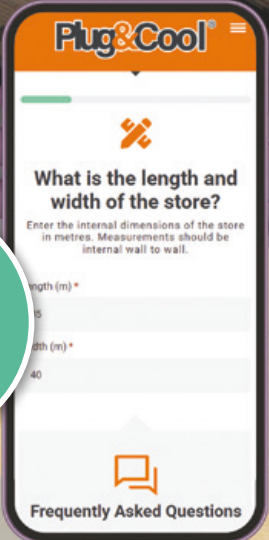 Plug&Cool®
What is the length and
width of the store?
Enter the internal dimensions of the store
in metres. Measurements should be
internal wall to wall.
ngth (m) *
5
dth (m) *
40
Frequently Asked Questions